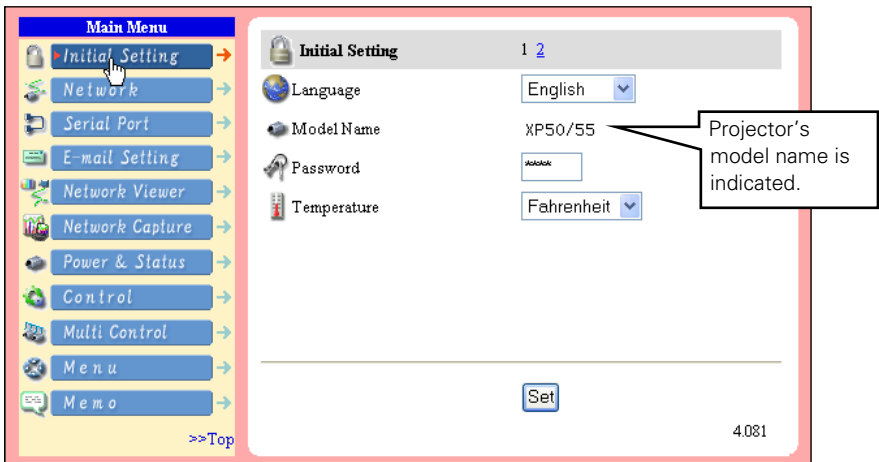 Main Menu
Initial Setting
Network
Serial Port
E-mail Setting
Network Viewer
Network Capture
Power & Status
Control
Multi Control
Menu
Memo
>>Top
Initial Setting 1 2
Language English
Model Name XP50/55
Password ****
Temperature Fahrenheit
Set
4.081
Projector's
model name is
indicated.